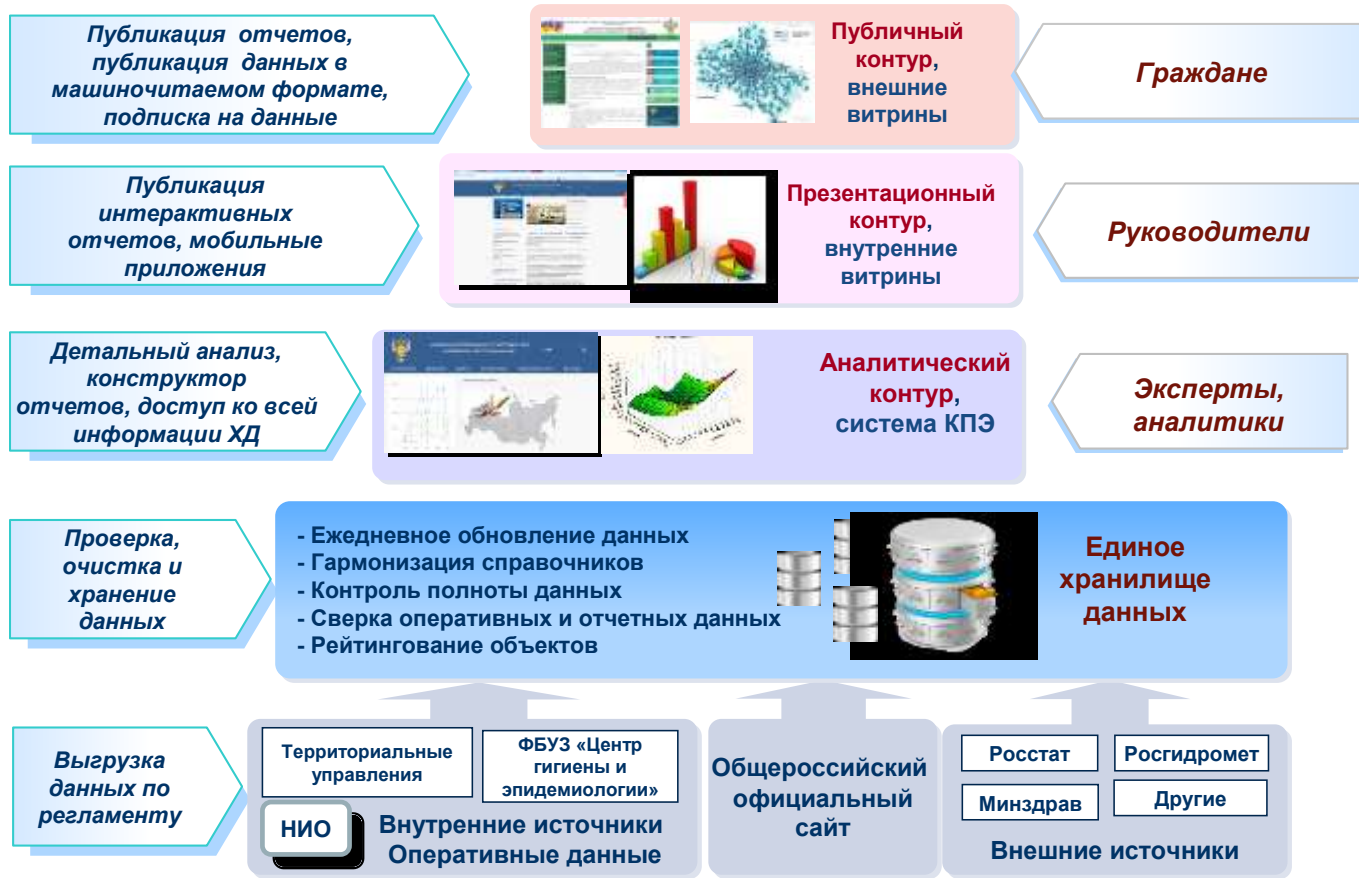 Публикация отчетов,
публикация данных в
машиночитаемом формате,
подписка на данные
Публичный
контур,
внешние
витрины
Граждане
Публикация
интерактивных
отчетов, мобильные
приложения
Презентационный
контур,
внутренние
витрины
Руководители
Детальный анализ,
конструктор
отчетов, доступ ко всей
информации ХД
Аналитический
контур,
система КПЭ
Эксперты,
аналитики
Проверка,
очистка и
хранение
данных
- Ежедневное обновление данных
- Гармонизация справочников
- Контроль полноты данных
- Сверка оперативных и отчетных данных
- Рейтингование объектов
Единое
хранилище
данных
Выгрузка
данных по
регламенту
Территориальные
управления
ФБУЗ «Центр
гигиены и
эпидемиологии»
НИО
Внутренние источники
Оперативные данные
Общероссийский
официальный
сайт
Росстат
Росгидромет
Минздрав
Другие
Внешние источники